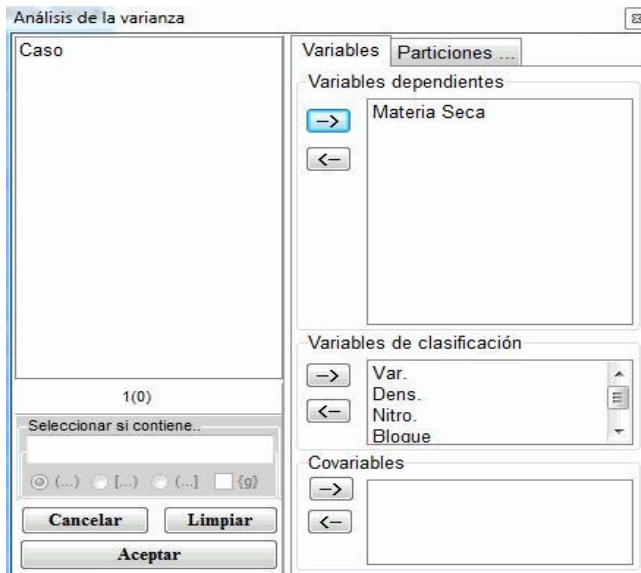 Análisis de la varianza
Caso
1(0)
Seleccionar si contiene..
(...) [...) (...] {g}
Cancelar Limpiar
Aceptar
Variables Particiones ...
Variables dependientes
-->
<--
Materia Seca
Variables de clasificación
-->
<--
Var.
Dens.
Nitro.
Bloque
Covariables
-->
<--